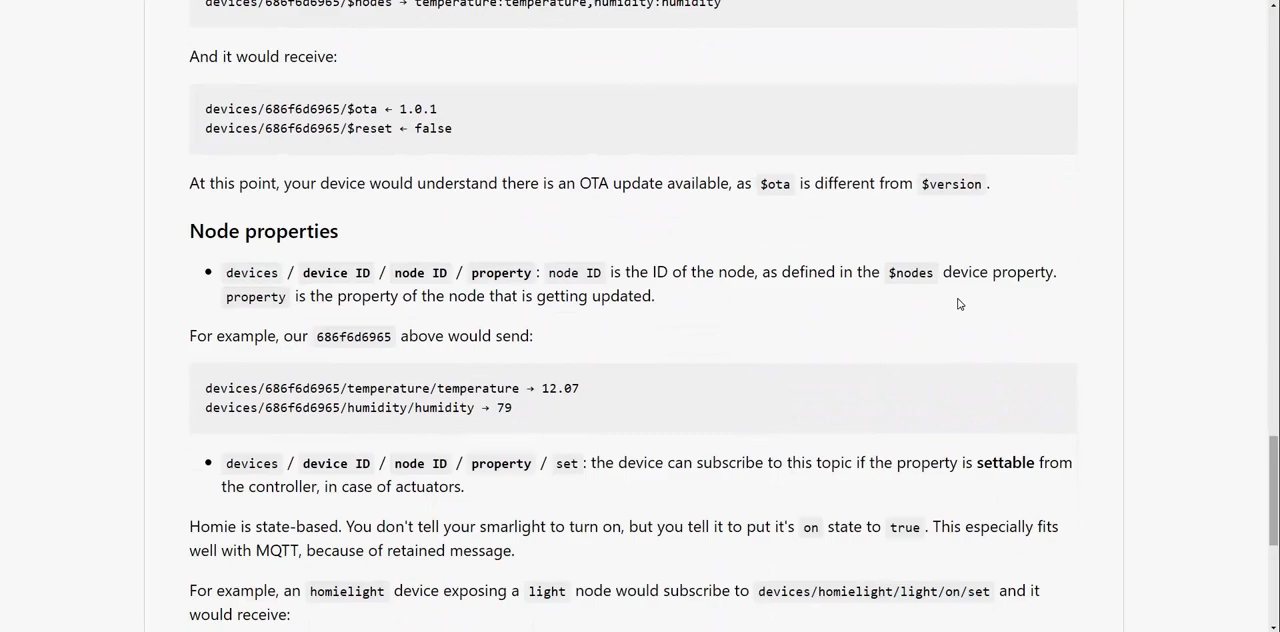 devices/686f6d6965/$nodes → temperature:temperature,humidity:humidity
And it would receive:
devices/686f6d6965/$ota ← 1.0.1
devices/686f6d6965/$reset ← false
At this point, your device would understand there is an OTA update available, as $ota is different from $version .
Node properties
• devices / device ID / node ID / property : node ID is the ID of the node, as defined in the $nodes device property.
property is the property of the node that is getting updated.
For example, our 686f6d6965 above would send:
devices/686f6d6965/temperature/temperature → 12.07
devices/686f6d6965/humidity/humidity → 79
• devices / device ID / node ID / property / set : the device can subscribe to this topic if the property is settable from
the controller, in case of actuators.
Homie is state-based. You don't tell your smarlight to turn on, but you tell it to put it's on state to true . This especially fits
well with MQTT, because of retained message.
For example, an homielight device exposing a light node would subscribe to devices/homielight/light/on/set and it
would receive: